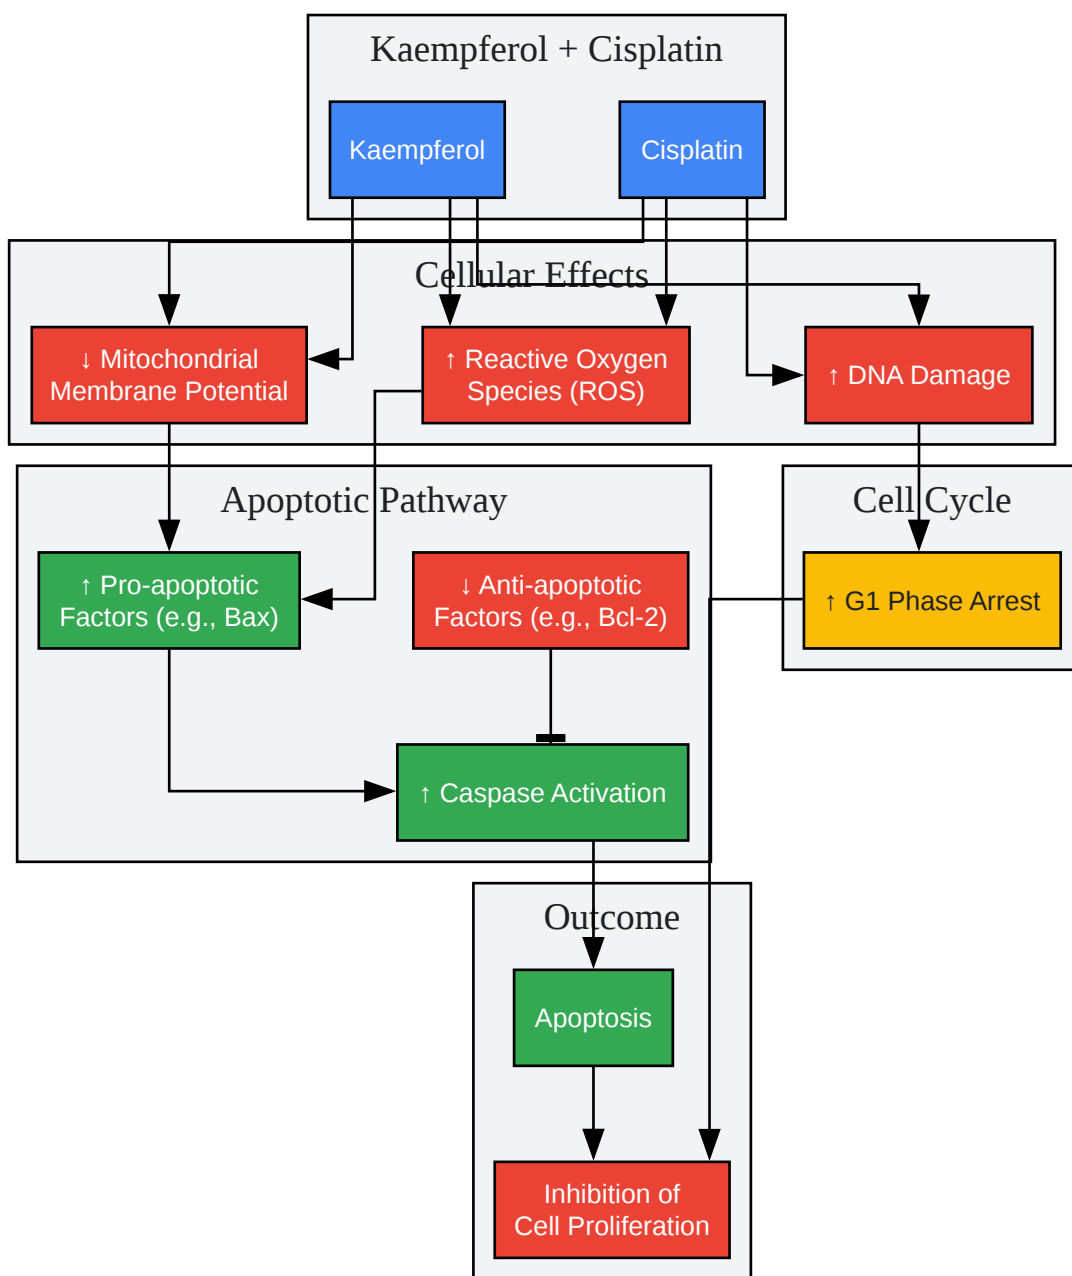 Kaempferol + Cisplatin
Kaempferol
Cisplatin
Cellular Effects
↓ Mitochondrial
Membrane Potential
↑ Reactive Oxygen
Species (ROS)
↑ DNA Damage
Apoptotic Pathway
Cell Cycle
↑ Pro-apoptotic
Factors (e.g., Bax)
↓ Anti-apoptotic
Factors (e.g., Bcl-2)
↑ G1 Phase Arrest
↑ Caspase Activation
Outcome
Apoptosis
Inhibition of
Cell Proliferation